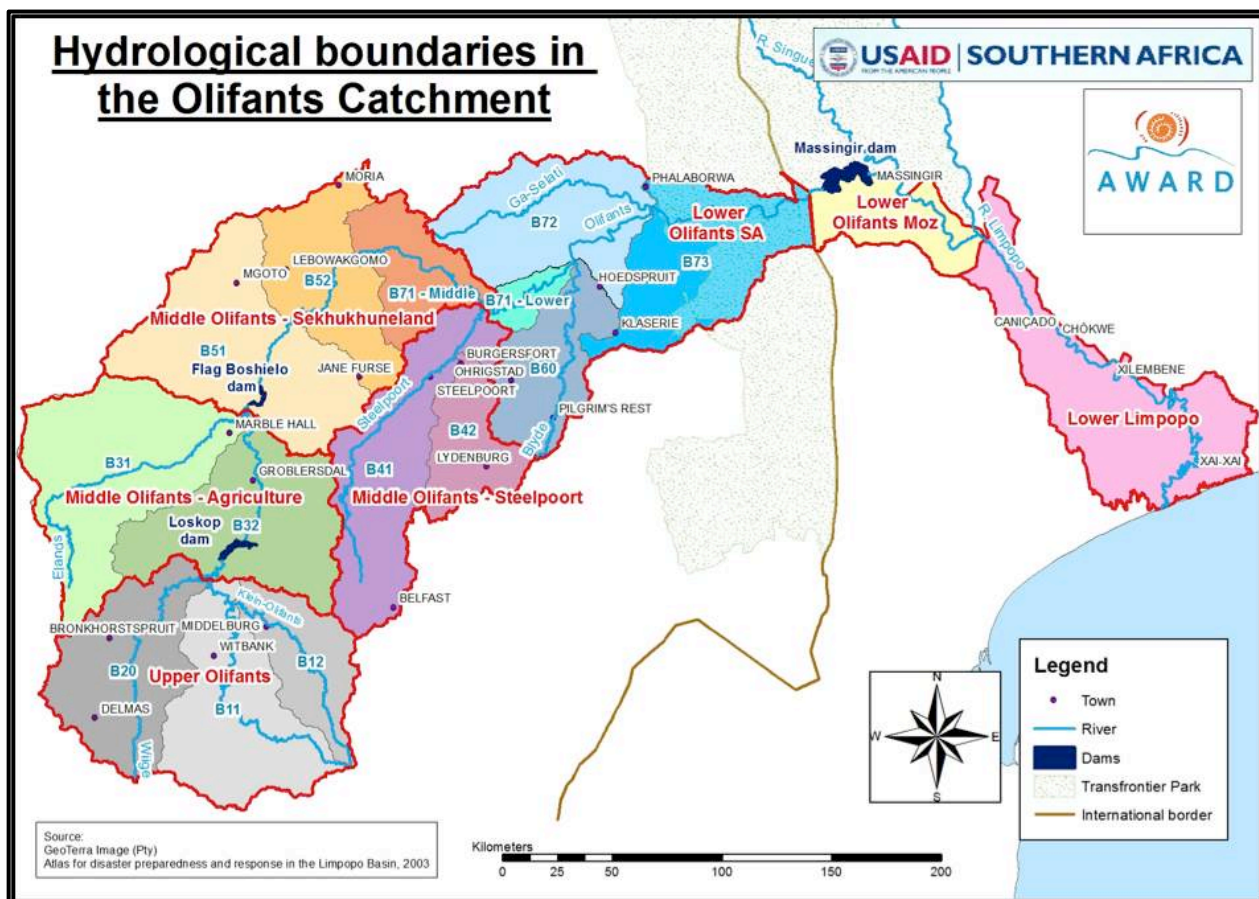 Hydrological boundaries in
the Olifants Catchment
USAID
FROM THE AMERICAN PEOPLE
SOUTHERN AFRICA
AWARD
R. Limpopo
Massingir dam
MASSINGIR
Lower
Olifants Moz
PHALABORWA
Lower
Olifants SA
B73
MORIA
Ga-Selati
B72
Olifants
HOEDSPRUIT
KLASERIE
LEBOWAKGOMO
B52
MGOTO
B71 - Middle
B71 - Lower
Middle Olifants - Sekhukhuneland
B51
Flag Boshielo
dam
JANE FURSE
BURGERSFORT
OHRIGSTAD
STEELPOORT
B60
Steelpoort
PILGRIM'S REST
Blyde
B42
LYDENBURG
B41
Middle Olifants - Steelpoort
MARBLE HALL
B31
GROBLERSDAL
Middle Olifants - Agriculture
Loskop
dam
B32
Elands
BELFAST
Klein-Olifants
BRONKHORSTSPRUIT
MIDDELBURG
WITBANK
B20
Upper Olifants
B12
B11
DELMAS
Wilge
CANIÇADO
CHÓKWE
XILEMBENE
Lower Limpopo
XAI-XAI
N
W
E
S
Legend
Town
River
Dams
Transfrontier Park
International border
Source:
GeoTerra Image (Pty)
Atlas for disaster preparedness and response in the Limpopo Basin, 2003
Kilometers
0 25 50 100 150 200